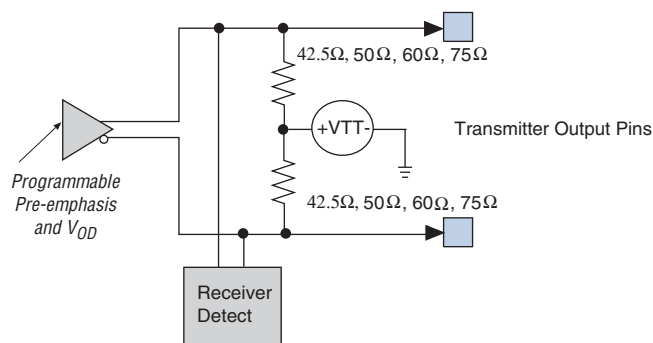 42.5Ω, 50Ω, 60Ω, 75Ω
+VTT-
Transmitter Output Pins
Programmable
Pre-emphasis
and VOD
42.5Ω, 50Ω, 60Ω, 75Ω
Receiver
Detect